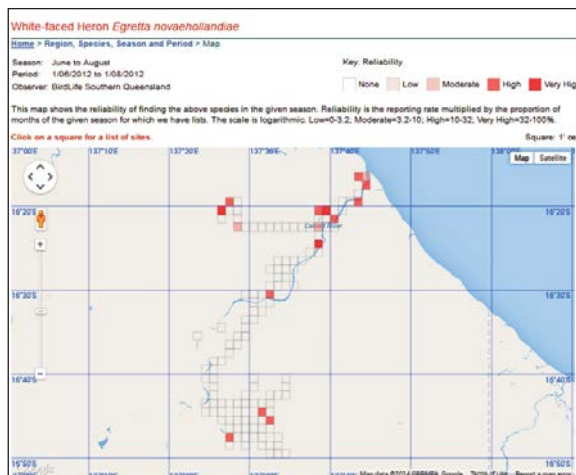 White-faced Heron Egretta novaehollandiae
Home > Region, Species, Season and Period > Map
Season: June to August
Period: 1/06/2012 to 1/08/2012
Observer: BirdLife Southern Queensland
Key: Reliability
None Low Moderate High Very Hig
This map shows the reliability of finding the above species in the given season. Reliability is the reporting rate multiplied by the proportion of
months of the given season for which we have lists. The scale is logarithmic. Low=0-3.2; Moderate=3.2-10; High=10-32; Very High=32-100%.
Click on a square for a list of sites.
Square: 1' or
37°00'E 137°10'E 137°20'E 137°40'E 137°50'E
Map Satellite
16°20'S 16°20'S
River
16°30'S 16°30'S
16°40'S 16°40'S
16°50'S 16°50'S